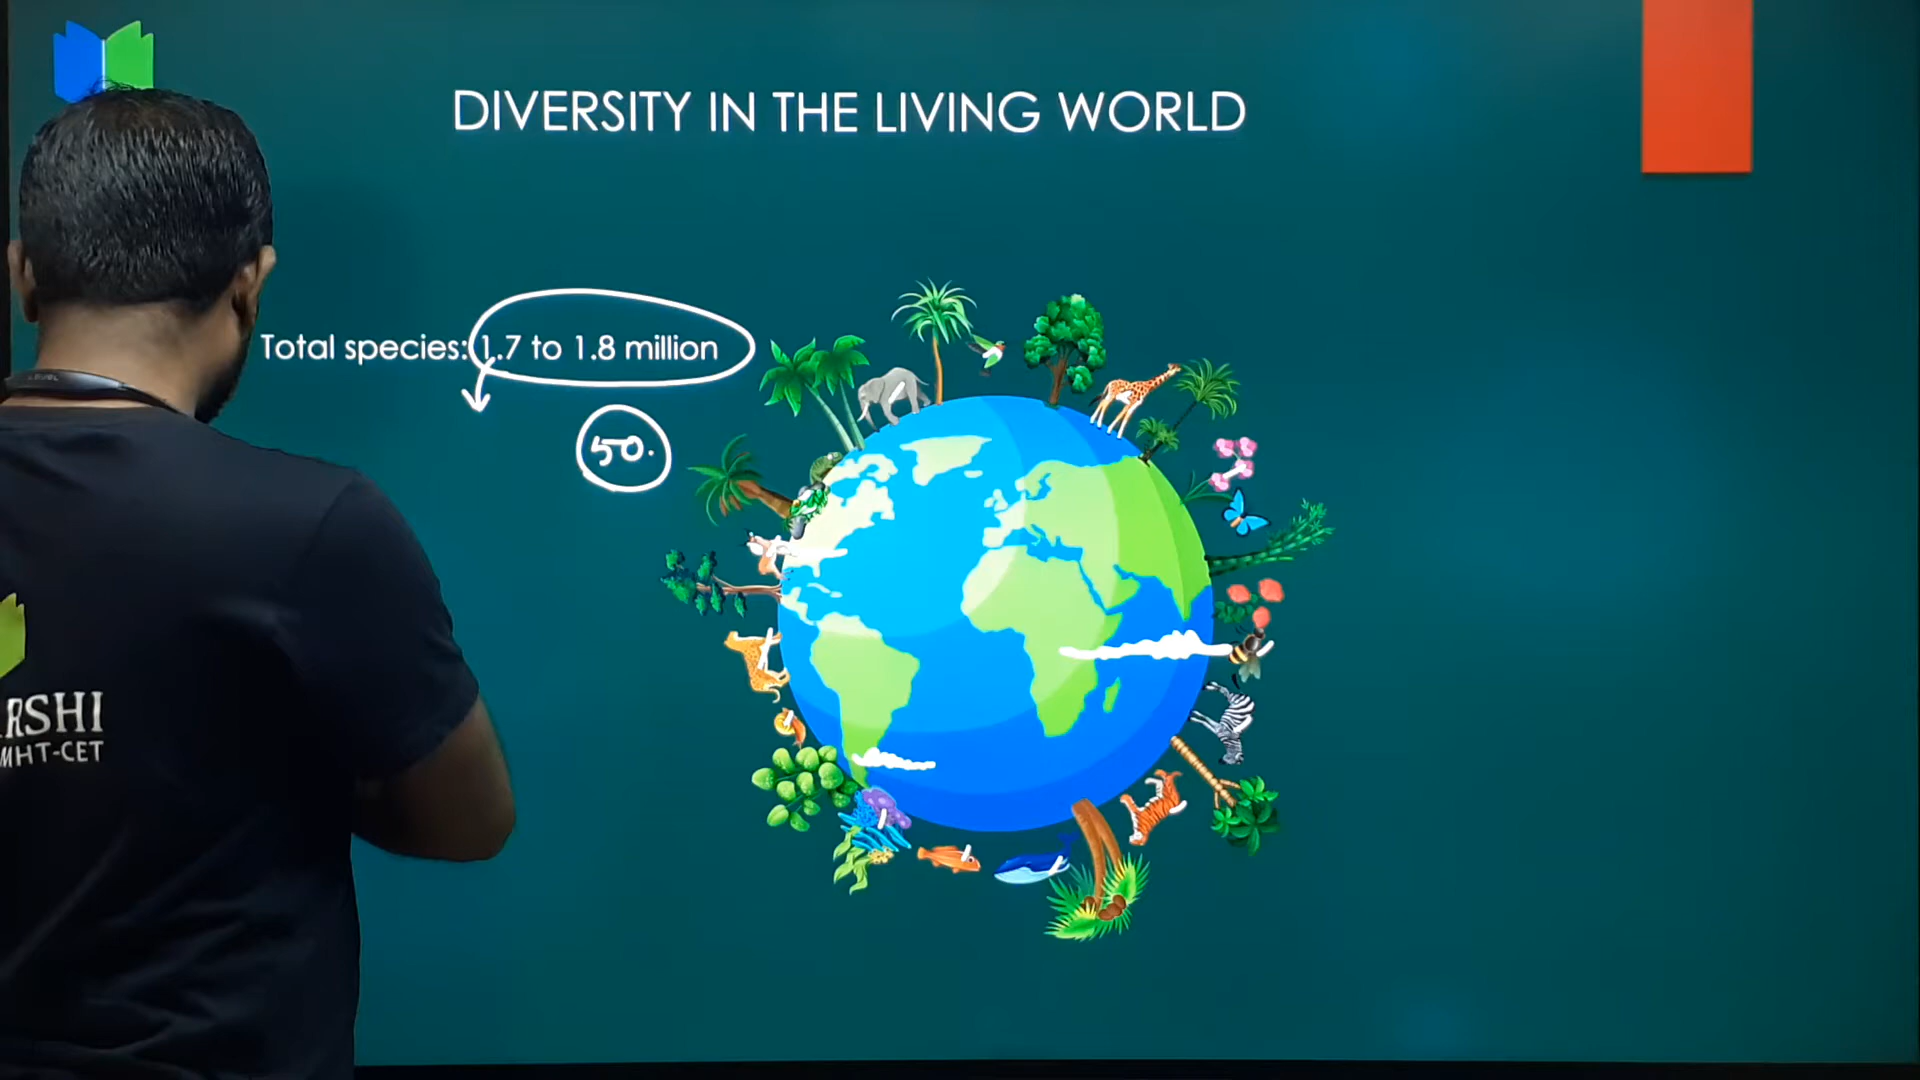 DIVERSITY IN THE LIVING WORLD
Total species: 1.7 to 1.8 million
50.
RSHI
MHT-CET